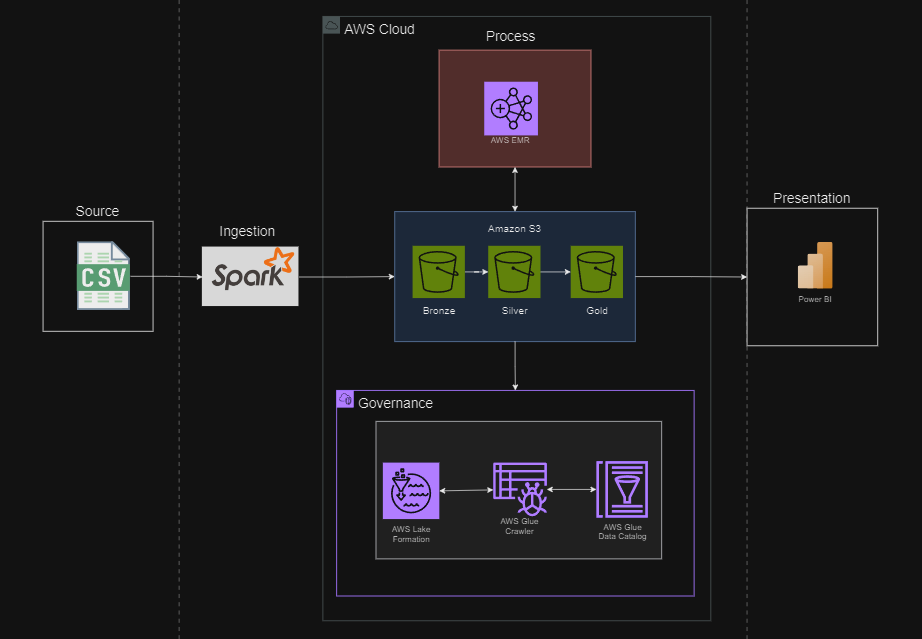 AWS Cloud
Process
AWS EMR
Source
CSV
Ingestion
Spark
Amazon S3
Bronze
Silver
Gold
Presentation
Power BI
Governance
AWS Lake
Formation
AWS Glue
Crawler
AWS Glue
Data Catalog